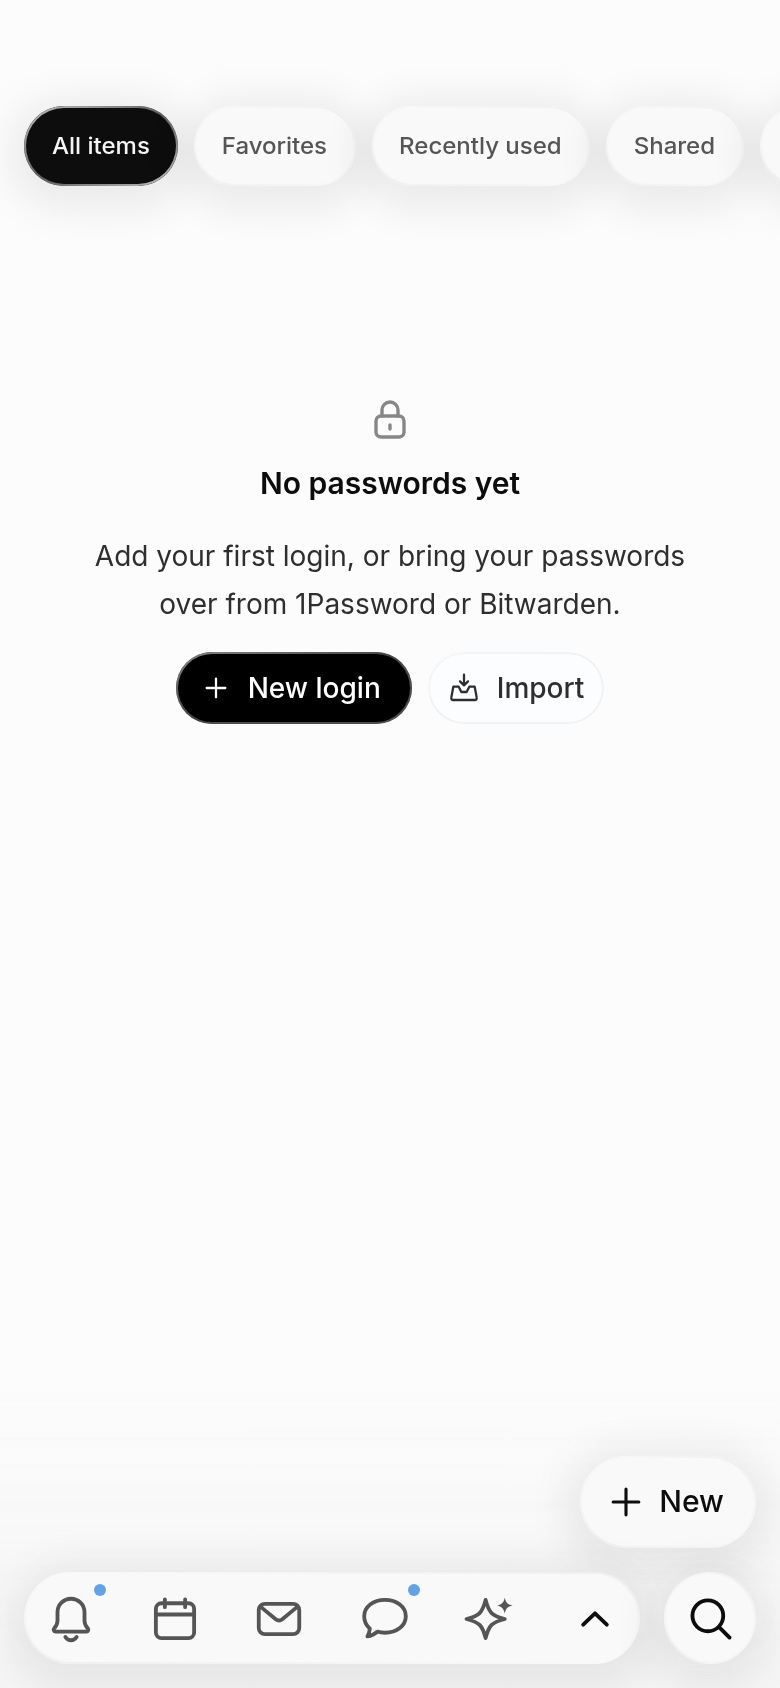 All items
Favorites
Recently used
Shared
No passwords yet
Add your first login, or bring your passwords
over from 1Password or Bitwarden.
New login
Import
New